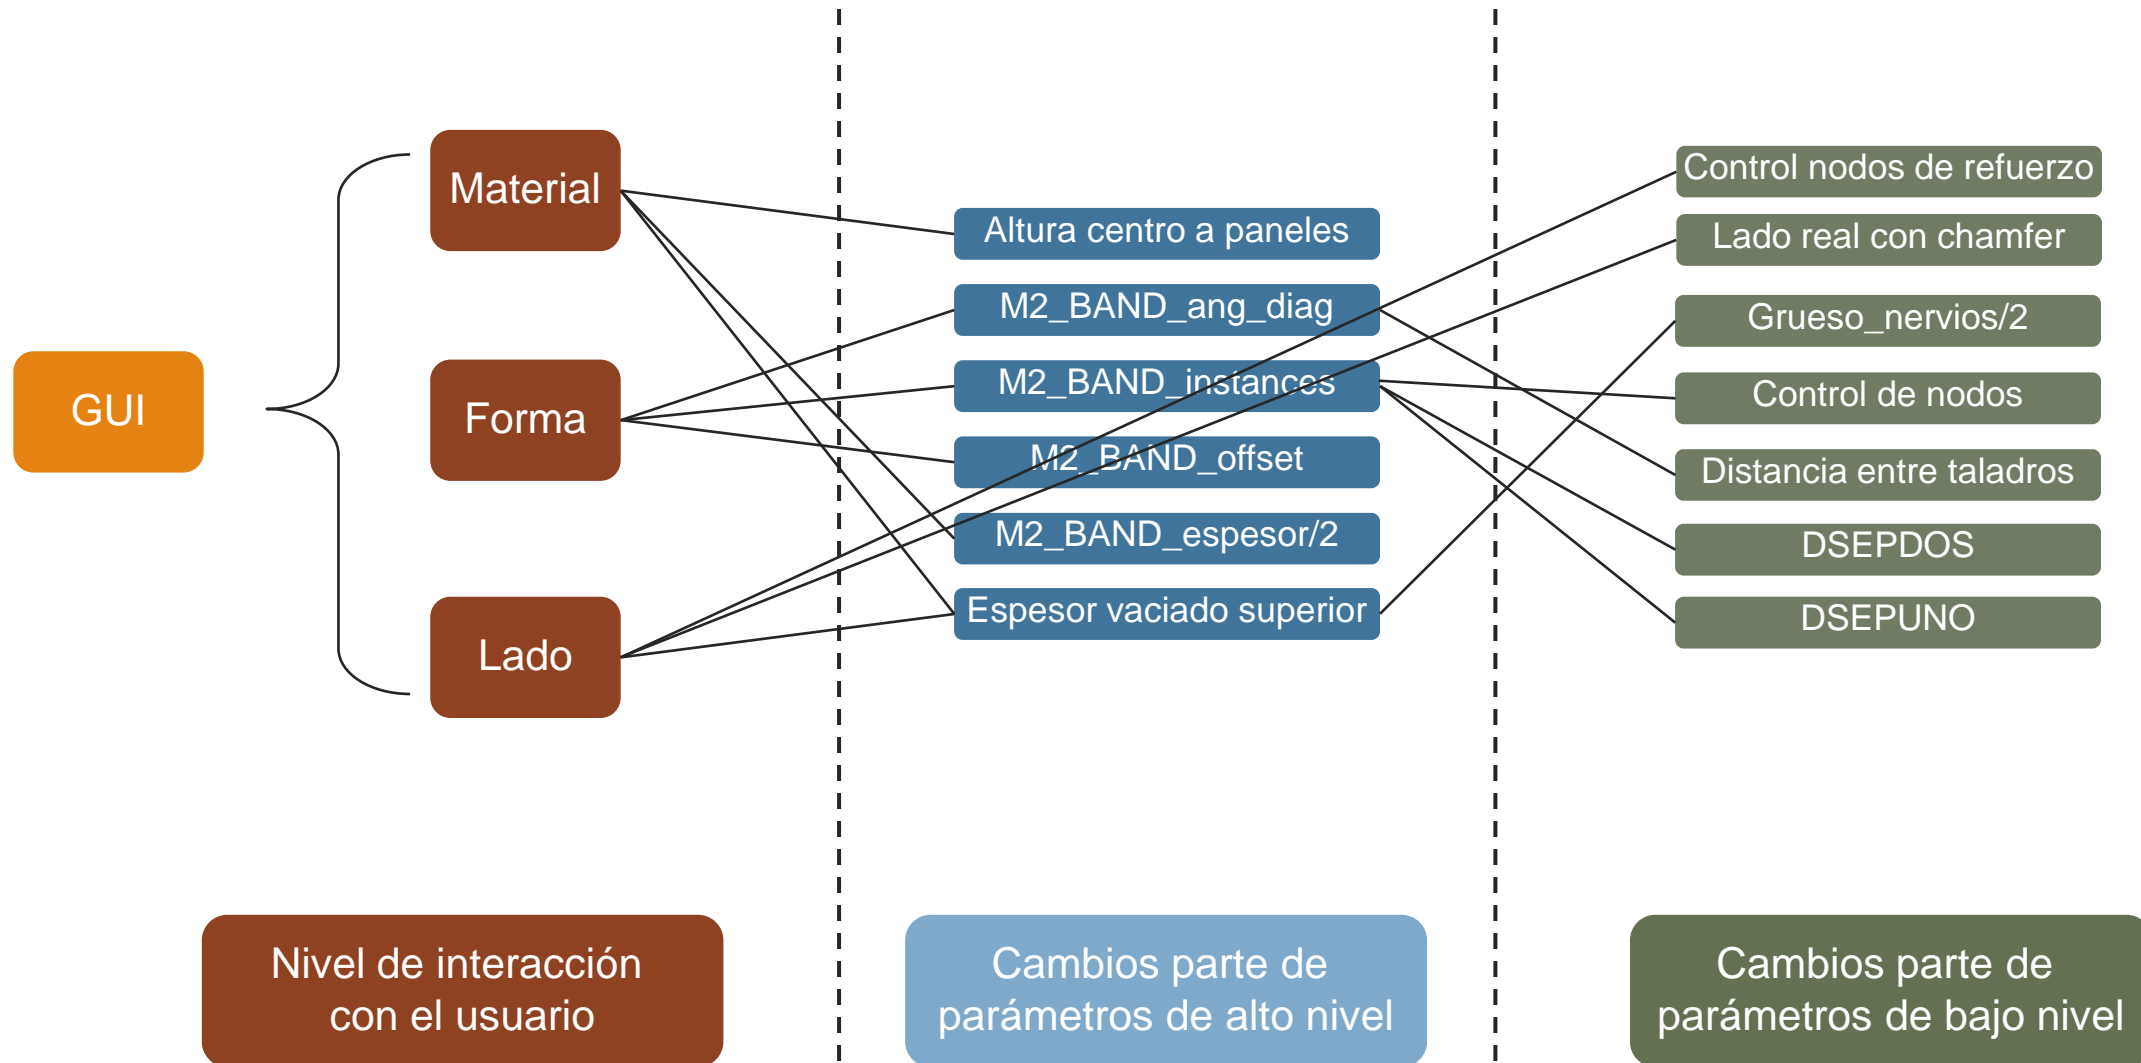 GUI
Material
Forma
Lado
Altura centro a paneles
M2_BAND_ang_diag
M2_BAND_instances
M2_BAND_offset
M2_BAND_espesor/2
Espesor vaciado superior
Control nodos de refuerzo
Lado real con chamfer
Grueso_nervios/2
Control de nodos
Distancia entre taladros
DSEPDOS
DSEPUNO
Nivel de interacción
con el usuario
Cambios parte de
parámetros de alto nivel
Cambios parte de
parámetros de bajo nivel